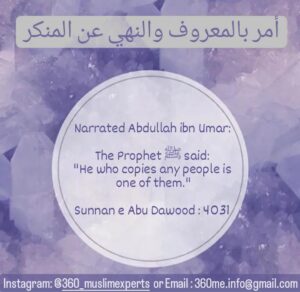 أمر بالمعروف والنهي عن المنكر
Narrated Abdullah ibn Umar:
The Prophet ﷺ said:
"He who copies any people is
one of them."
Sunnan e Abu Dawood : 4031
Instagram: @360_muslimexperts or Email : 360me.info@gmail.com